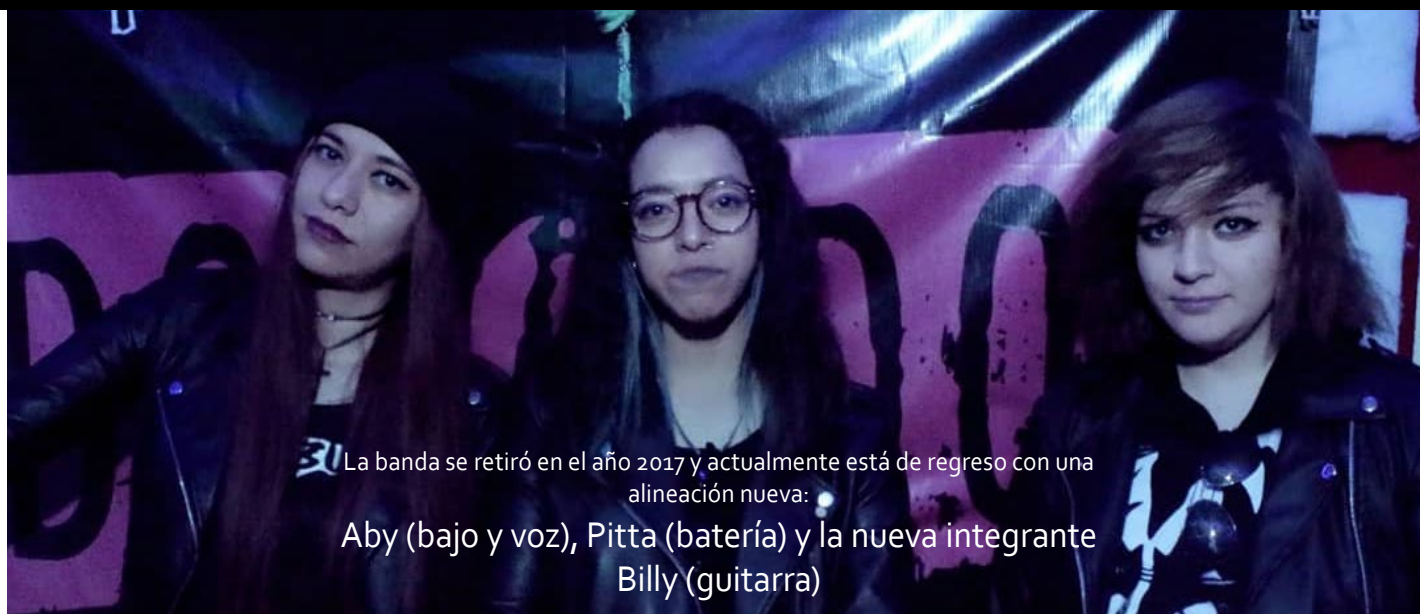 La banda se retiró en el año 2017 y actualmente está de regreso con una
alineación nueva:
Aby (bajo y voz), Pitta (batería) y la nueva integrante
Billy (guitarra)